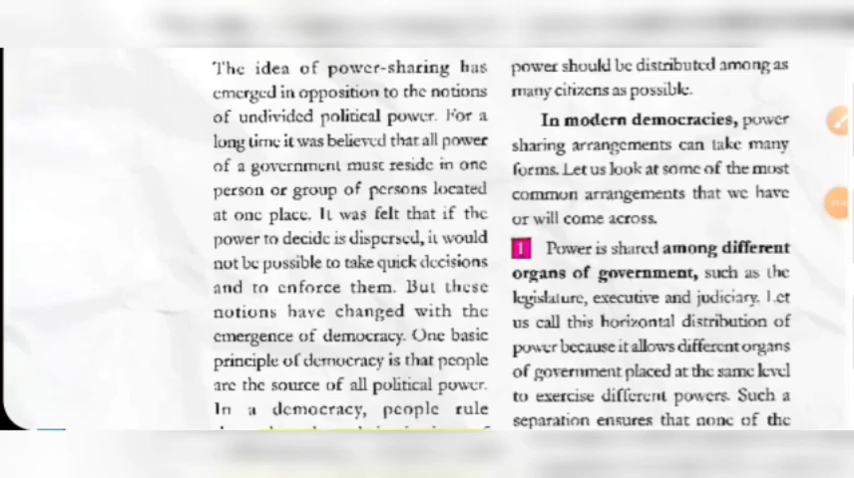 The idea of power-sharing has
emerged in opposition to the notions
of undivided political power. For a
long time it was believed that all power
of a government must reside in one
person or group of persons located
at one place. It was felt that if the
power to decide is dispersed, it would
not be possible to take quick decisions
and to enforce them. But these
notions have changed with the
emergence of democracy. One basic
principle of democracy is that people
are the source of all political power.
In a democracy, people rule
power should be distributed among as
many citizens as possible.
In modern democracies, power
sharing arrangements can take many
forms. Let us look at some of the most
common arrangements that we have
or will come across.
1 Power is shared among different
organs of government, such as the
legislature, executive and judiciary. Let
us call this horizontal distribution of
power because it allows different organs
of government placed at the same level
to exercise different powers. Such a
separation ensures that none of the